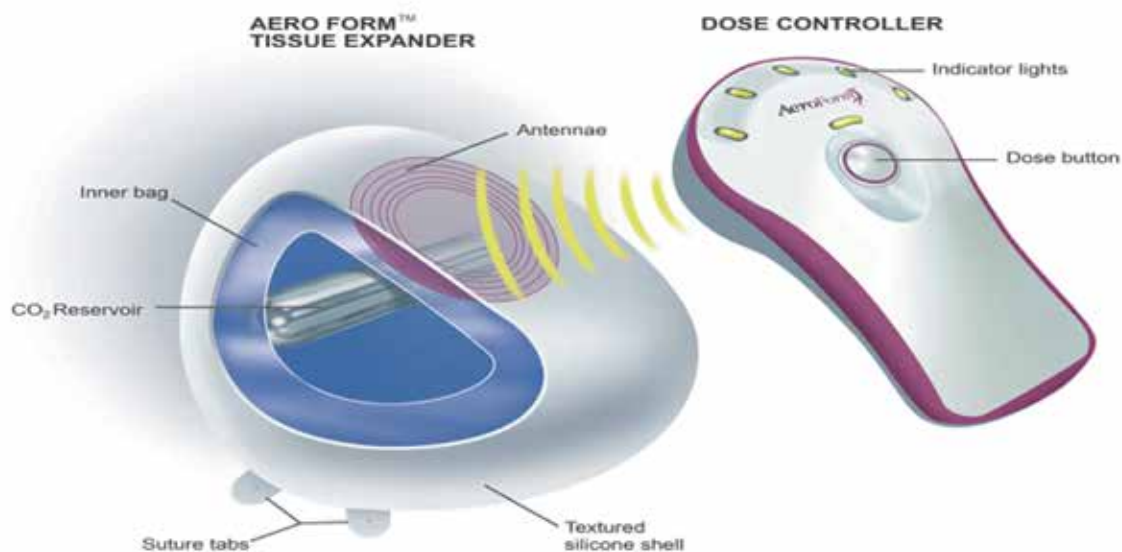 AERO FORM™
TISSUE EXPANDER
DOSE CONTROLLER
Indicator lights
Antennae
AeroForm
Dose button
Inner bag
CO₂ Reservoir
Suture tabs
Textured
silicone shell